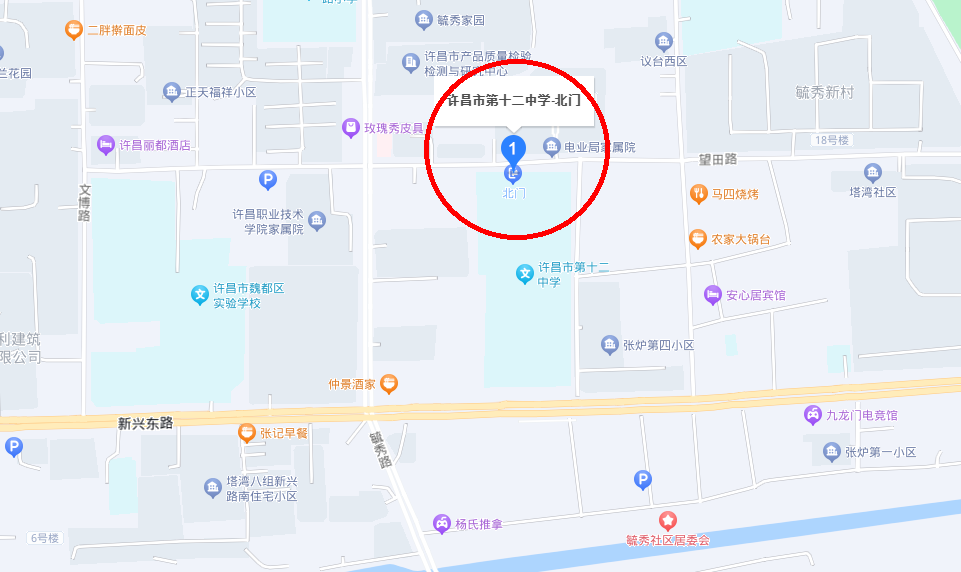 毓秀家园
二胖擀面皮
许昌市产品质量检验
检测与研究中心
议台西区
兰花园
正天福祥小区
毓秀新村
许昌市第十二中学-北门
玫瑰秀皮具
许昌丽都酒店
1
电业局家属院
18号楼
望田路
P
北门
马四烧烤
塔湾社区
文博路
许昌职业技术
学院家属院
农家大锅台
许昌市第十二
中学
许昌市魏都区
实验学校
安心居宾馆
利建筑
限公司
张炉第四小区
仲景酒家
新兴东路
九龙门电竞馆
张记早餐
毓秀路
P
张炉第一小区
塔湾八组新兴
路南住宅小区
P
杨氏推拿
6号楼
毓秀社区居委会